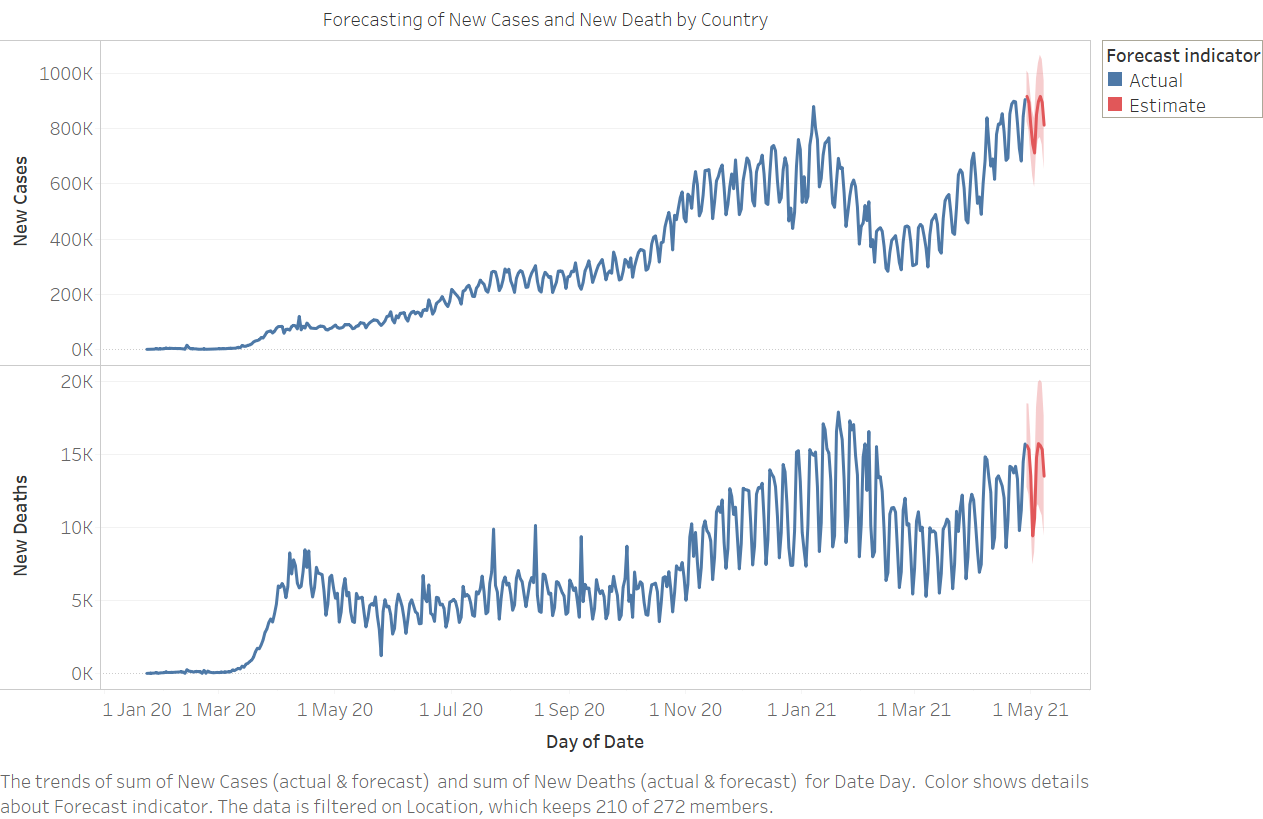 Forecasting of New Cases and New Death by Country
Forecast indicator
Actual
Estimate
New Cases
1000K
800K
600K
400K
200K
0K
New Deaths
20K
15K
10K
5K
0K
1 Jan 20 1 Mar 20 1 May 20 1 Jul 20 1 Sep 20 1 Nov 20 1 Jan 21 1 Mar 21 1 May 21
Day of Date
The trends of sum of New Cases (actual & forecast) and sum of New Deaths (actual & forecast) for Date Day. Color shows details
about Forecast indicator. The data is filtered on Location, which keeps 210 of 272 members.